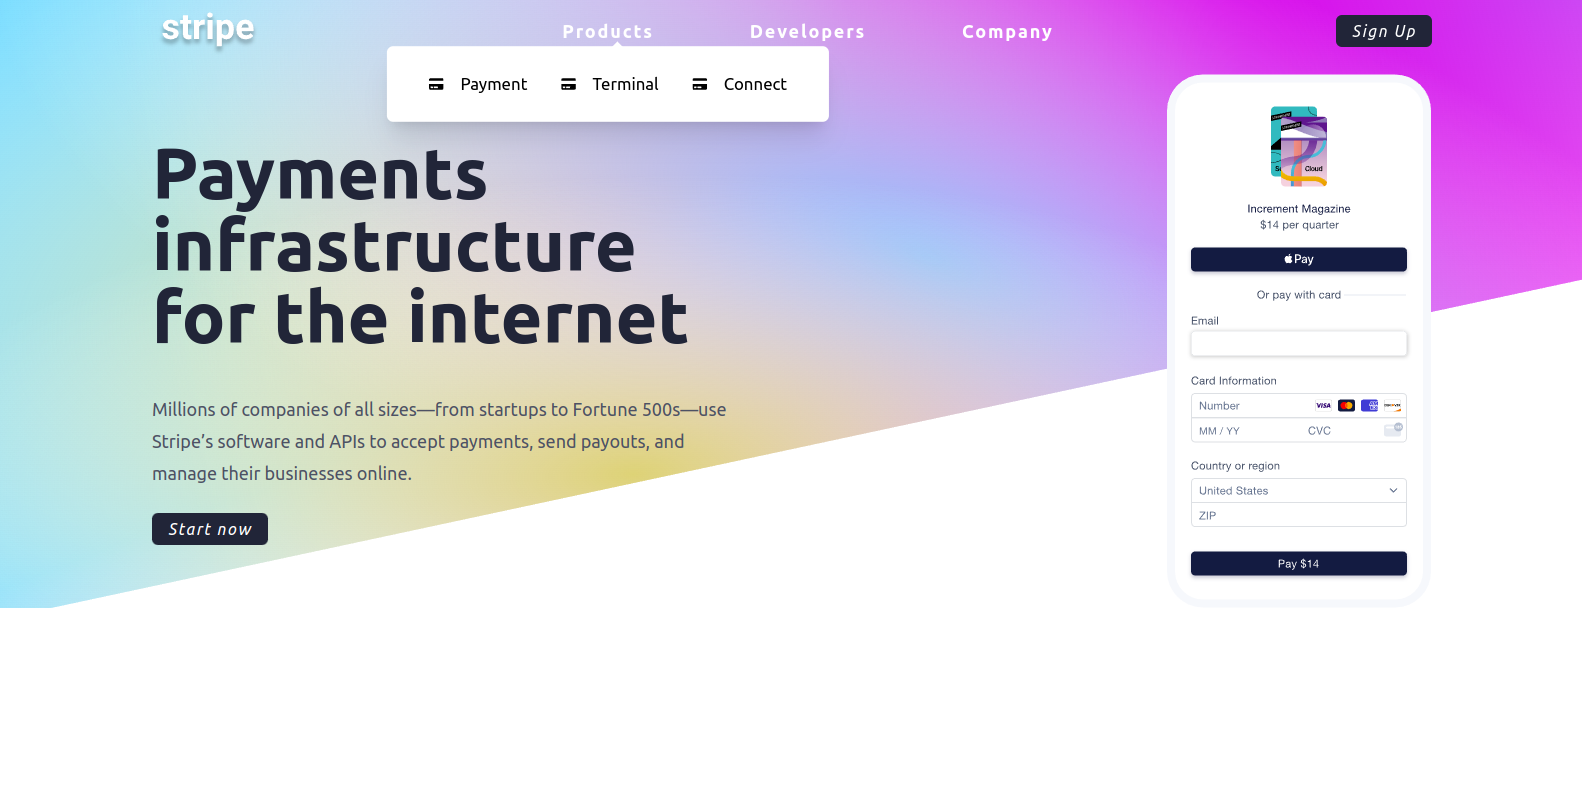 stripe
Products Developers Company Sign Up
Payment Terminal Connect
Payments
infrastructure
for the internet
Millions of companies of all sizes—from startups to Fortune 500s—use
Stripe’s software and APIs to accept payments, send payouts, and
manage their businesses online.
Start now
Cloud
Increment Magazine
$14 per quarter
Pay
Or pay with card
Email
Card Information
Number VISA DISCOVER
MM / YY CVC
Country or region
United States
ZIP
Pay $14